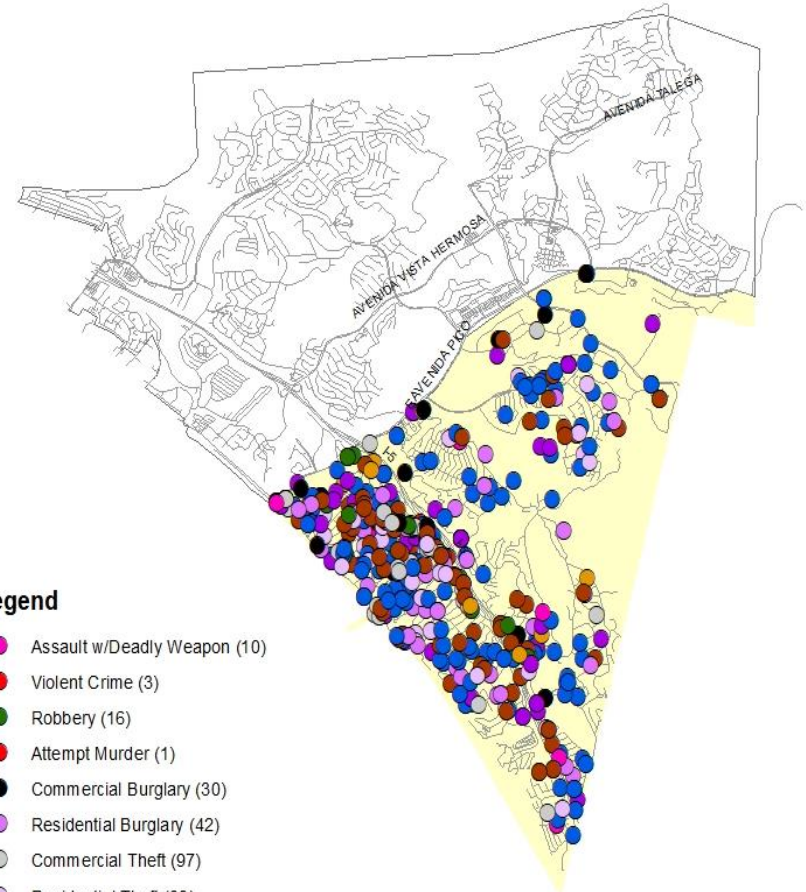 AVENIDA TALEGA
AVENIDA VISTA HERMOSA
AVENIDA PICO
I-5
egend
Assault w/Deadly Weapon (10)
Violent Crime (3)
Robbery (16)
Attempt Murder (1)
Commercial Burglary (30)
Residential Burglary (42)
Commercial Theft (97)